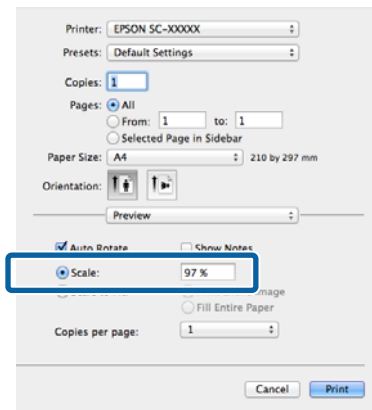 Printer: EPSON SC-XXXXX
Presets: Default Settings
Copies: 1
Pages: All
From: 1 to: 1
Selected Page in Sidebar
Paper Size: A4 210 by 297 mm
Orientation:
Preview
Auto Rotate Show Notes
Scale: 97 %
Fill Entire Paper
Copies per page: 1
Cancel Print